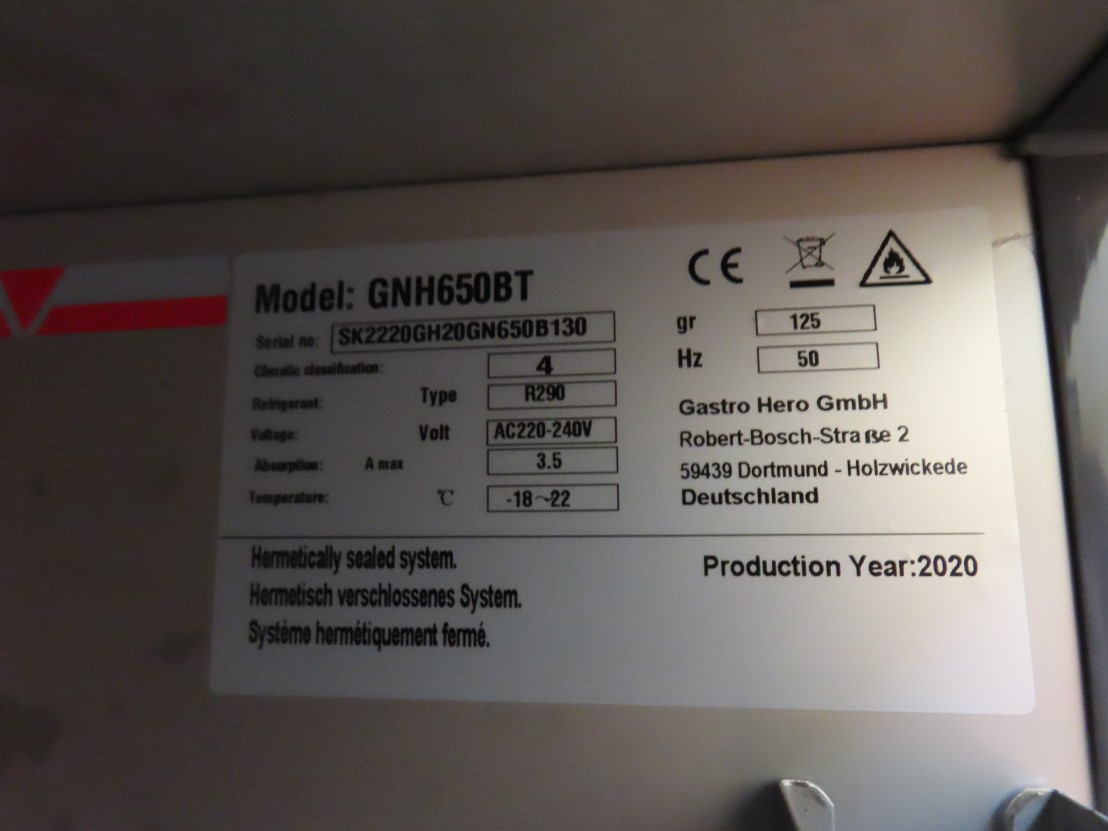 Model: GNH650BT
Serial no: SK2220GH20GN650B130
Climatic classification: 4
Refrigerant: Type R290
Voltage: Volt AC220-240V
Absorption: A max 3.5
Temperature: ℃ -18~-22
CE
gr 125
Hz 50
Gastro Hero GmbH
Robert-Bosch-Straße 2
59439 Dortmund - Holzwickede
Deutschland
Hermetically sealed system.
Hermetisch verschlossenes System.
Système hermétiquement fermé.
Production Year:2020